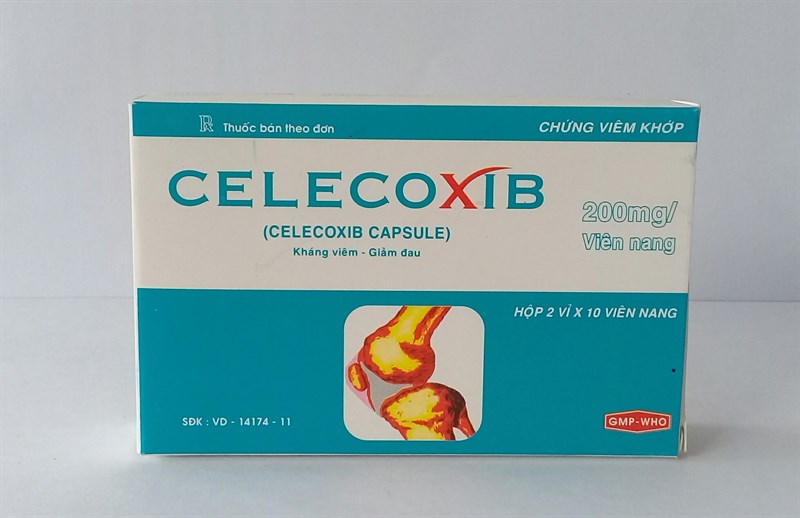 Rx Thuốc bán theo đơn
CHỨNG VIÊM KHỚP
CELECOXIB
(CELECOXIB CAPSULE)
Kháng viêm - Giảm đau
200mg/
Viên nang
HỘP 2 VỈ X 10 VIÊN NANG
SĐK : VD - 14174 - 11
GMP-WHO